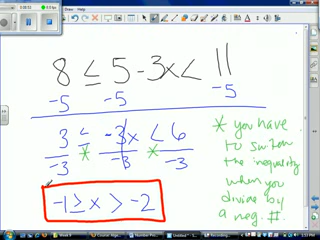 8 ≤ 5 - 3x < 11
-5 -5 -5
3 ≤ -3x < 6
-3 * -3 * -3
-1 ≥ x > -2
* you have
to switch
the inequality
when you
divide by
a neg. #.